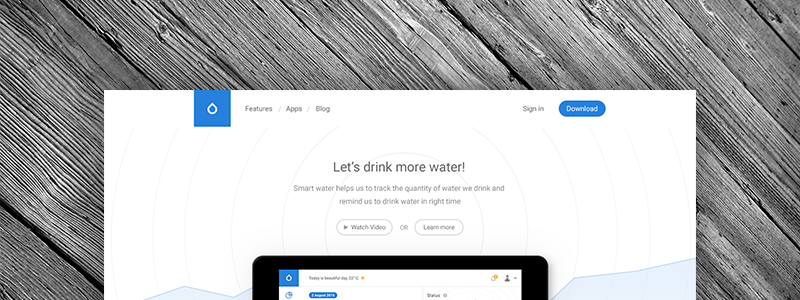 Features / Apps / Blog
Sign in
Download
Let's drink more water!
Smart water helps us to track the quantity of water we drink and
remind us to drink water in right time
Watch Video OR Learn more
Today is beautiful day, 22° C
2 August 2015
Status